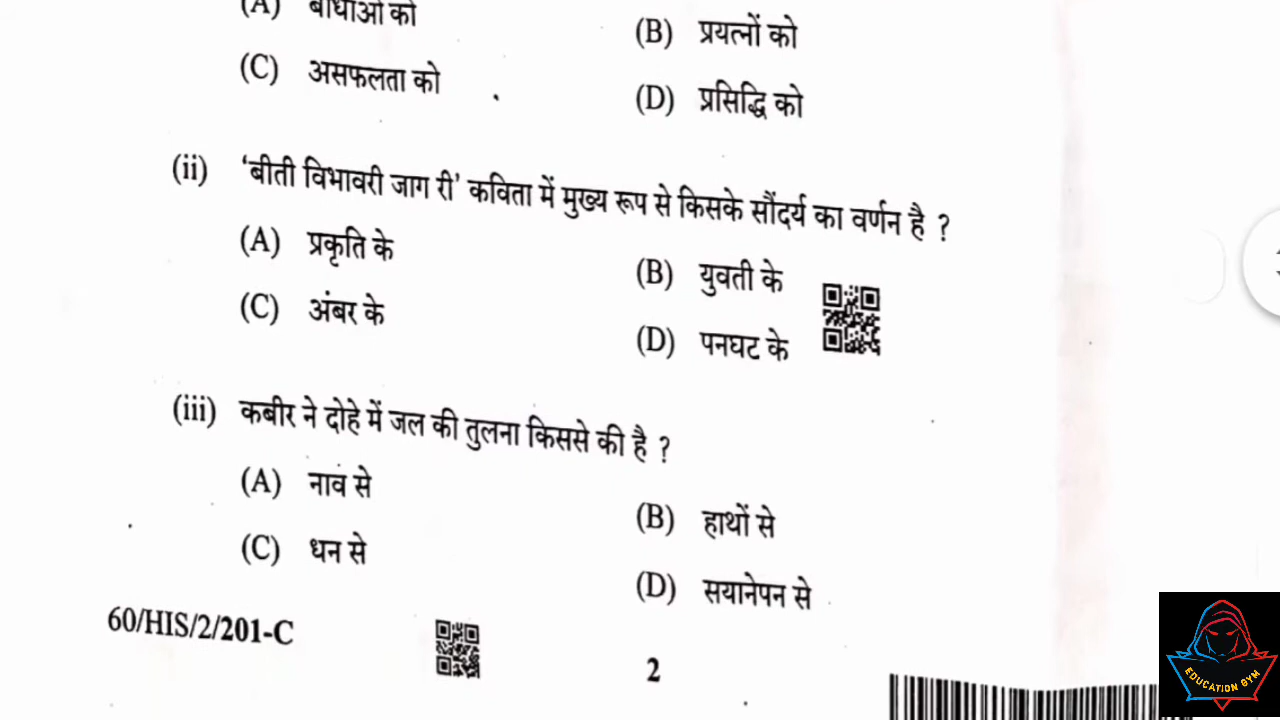 (A) बाधाओं को (B) प्रयत्नों को
(C) असफलता को (D) प्रसिद्धि को
(ii) ‘बीती विभावरी जाग री’ कविता में मुख्य रूप से किसके सौंदर्य का वर्णन है ?
(A) प्रकृति के (B) युवती के
(C) अंबर के (D) पनघट के
(iii) कबीर ने दोहे में जल की तुलना किससे की है ?
(A) नाव से (B) हाथों से
(C) धन से (D) सयानेपन से
60/HIS/2/201-C 2
EDUCATION GYM